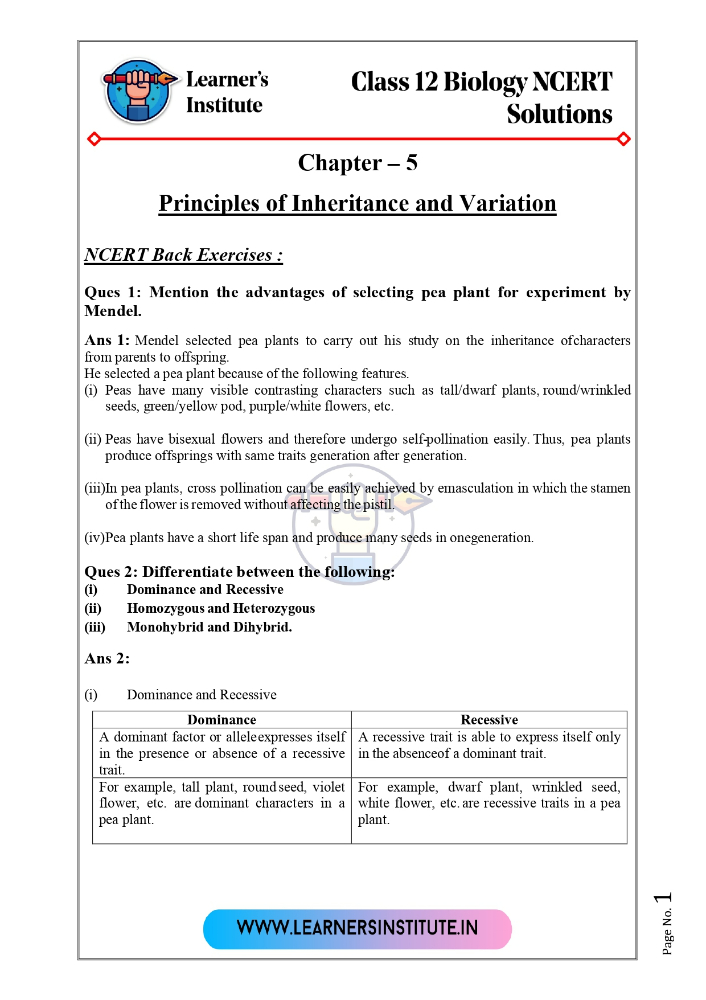 Learner's
Institute
Class 12 Biology NCERT
Solutions
Chapter – 5
Principles of Inheritance and Variation
NCERT Back Exercises :
Ques 1: Mention the advantages of selecting pea plant for experiment by
Mendel.
Ans 1: Mendel selected pea plants to carry out his study on the inheritance ofcharacters
from parents to offspring.
He selected a pea plant because of the following features.
(i) Peas have many visible contrasting characters such as tall/dwarf plants, round/wrinkled
seeds, green/yellow pod, purple/white flowers, etc.
(ii) Peas have bisexual flowers and therefore undergo self-pollination easily. Thus, pea plants
produce offsprings with same traits generation after generation.
(iii)In pea plants, cross pollination can be easily achieved by emasculation in which the stamen
of the flower is removed without affecting the pistil.
(iv)Pea plants have a short life span and produce many seeds in onegeneration.
Ques 2: Differentiate between the following:
(i) Dominance and Recessive
(ii) Homozygous and Heterozygous
(iii) Monohybrid and Dihybrid.
Ans 2:
(i) Dominance and Recessive
Dominance
A dominant factor or alleleexpresses itself
in the presence or absence of a recessive
trait.
Recessive
A recessive trait is able to express itself only
in the absenceof a dominant trait.
For example, tall plant, round seed, violet
flower, etc. are dominant characters in a
pea plant.
For example, dwarf plant, wrinkled seed,
white flower, etc. are recessive traits in a pea
plant.
WWW.LEARNERSINSTITUTE.IN
Page No. 1